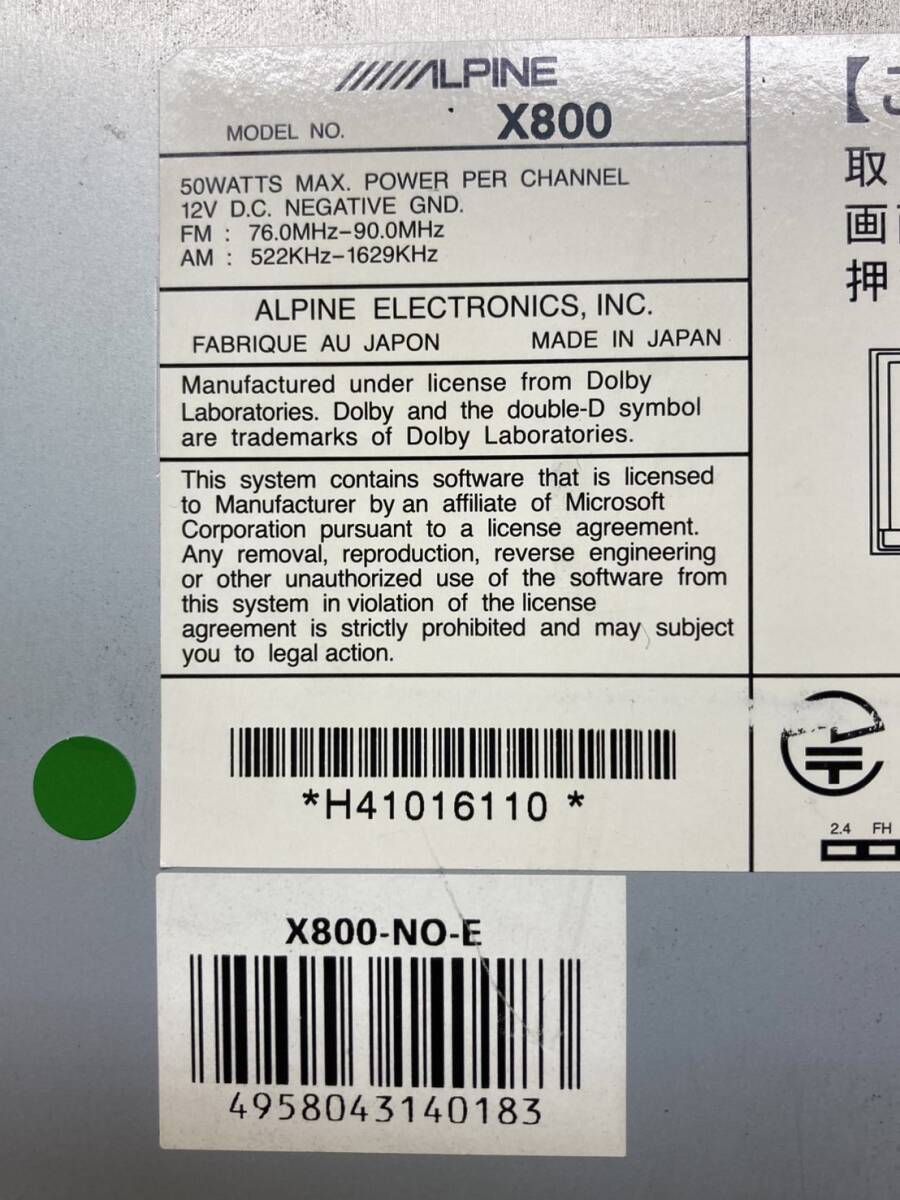 ALPINE
MODEL NO. X800
50WATTS MAX. POWER PER CHANNEL
12V D.C. NEGATIVE GND.
FM : 76.0MHz-90.0MHz
AM : 522KHz-1629KHz
ALPINE ELECTRONICS, INC.
FABRIQUE AU JAPON MADE IN JAPAN
Manufactured under license from Dolby
Laboratories. Dolby and the double-D symbol
are trademarks of Dolby Laboratories.
This system contains software that is licensed
to Manufacturer by an affiliate of Microsoft
Corporation pursuant to a license agreement.
Any removal, reproduction, reverse engineering
or other unauthorized use of the software from
this system in violation of the license
agreement is strictly prohibited and may subject
you to legal action.
*H41016110 *
X800-NO-E
4958043140183
取
画
押
2.4 FH